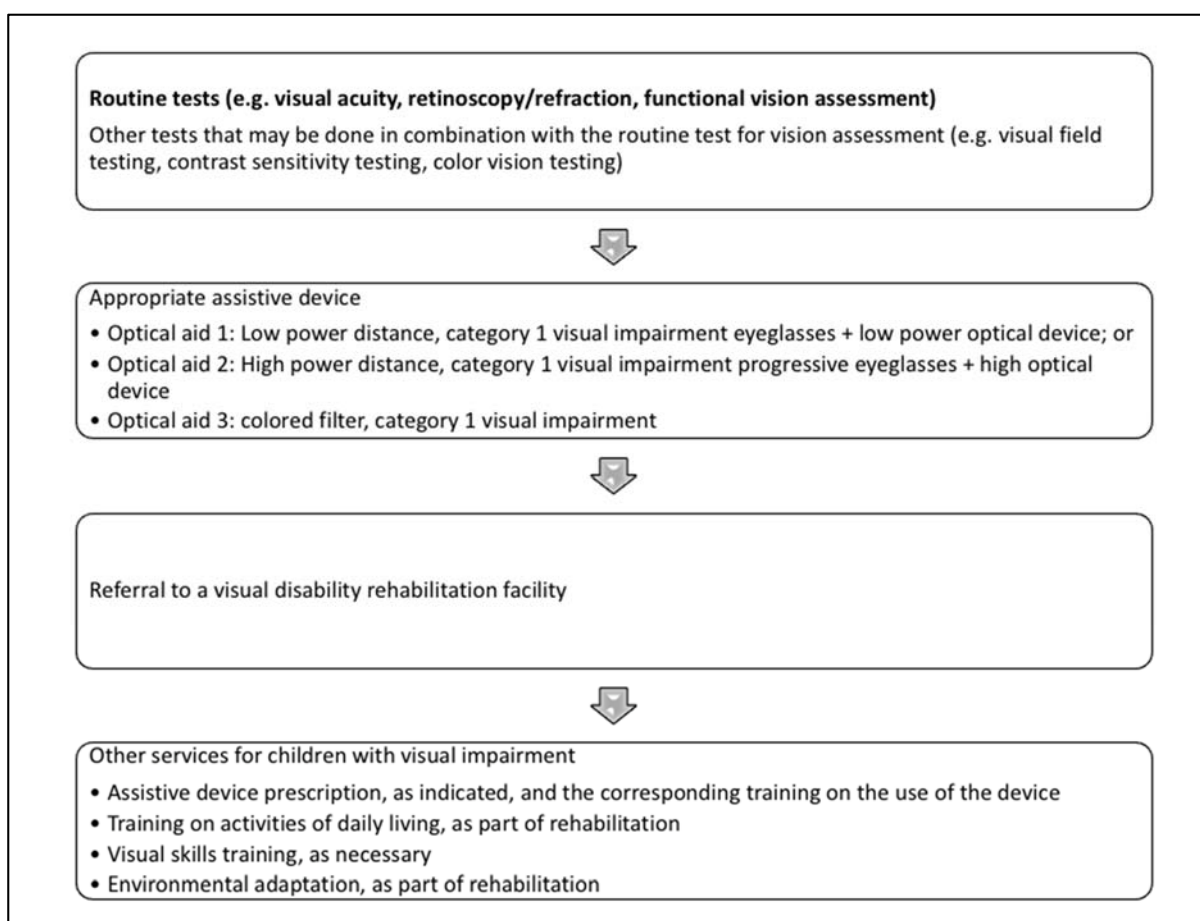 Routine tests (e.g. visual acuity, retinoscopy/refraction, functional vision assessment)
Other tests that may be done in combination with the routine test for vision assessment (e.g. visual field
testing, contrast sensitivity testing, color vision testing)
Appropriate assistive device
• Optical aid 1: Low power distance, category 1 visual impairment eyeglasses + low power optical device; or
• Optical aid 2: High power distance, category 1 visual impairment progressive eyeglasses + high optical
device
• Optical aid 3: colored filter, category 1 visual impairment
Referral to a visual disability rehabilitation facility
Other services for children with visual impairment
• Assistive device prescription, as indicated, and the corresponding training on the use of the device
• Training on activities of daily living, as part of rehabilitation
• Visual skills training, as necessary
• Environmental adaptation, as part of rehabilitation